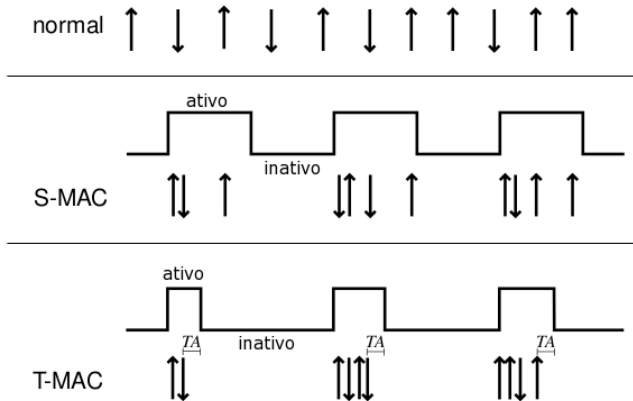 normal
ativo
inativo
S-MAC
ativo
TA
inativo
TA
TA
T-MAC